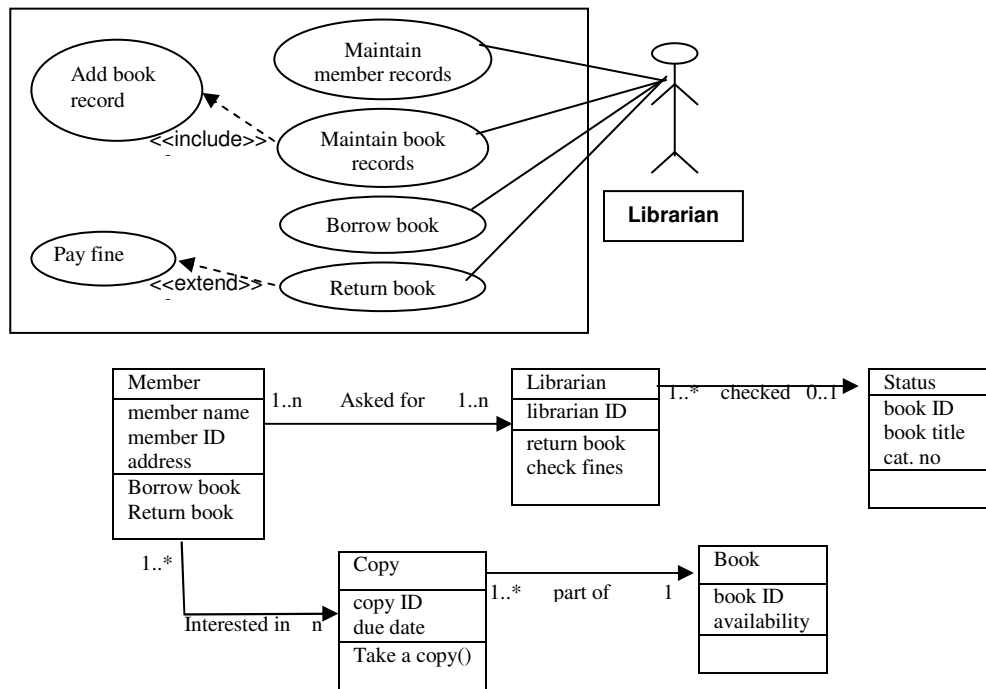 Maintain
member records
Add book
record
<<include>>
Maintain book
records
Borrow book
Librarian
Pay fine
<<extend>>
Return book
Member
member name
member ID
address
Borrow book
Return book
1..n Asked for 1..n
Librarian
librarian ID
return book
check fines
1..* checked 0..1
Status
book ID
book title
cat. no
1..*
Interested in n
Copy
copy ID
due date
Take a copy()
1..* part of 1
Book
book ID
availability